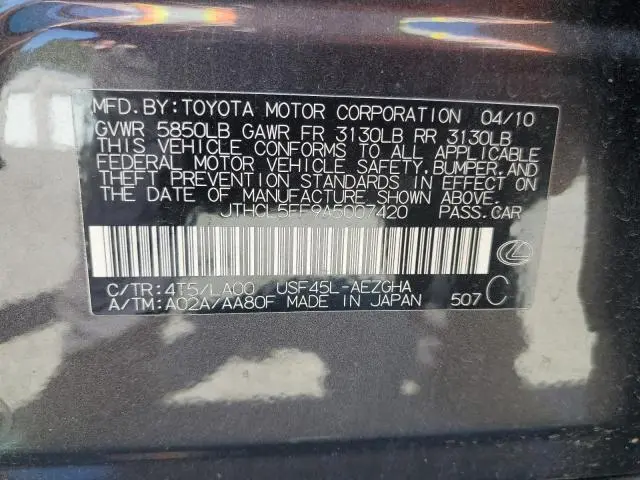 MFD. BY: TOYOTA MOTOR CORPORATION 04/10
GVWR 5850LB GAWR FR 3130LB RR 3130LB
THIS VEHICLE CONFORMS TO ALL APPLICABLE
FEDERAL MOTOR VEHICLE SAFETY, BUMPER, AND
THEFT PREVENTION STANDARDS IN EFFECT ON
THE DATE OF MANUFACTURE SHOWN ABOVE.
JTHCL5EF9A5007420 PASS. CAR
C/TR: 4T5/LA00 USF45L-AEZGHA
A/TM: A02A/AA80F MADE IN JAPAN 507 C